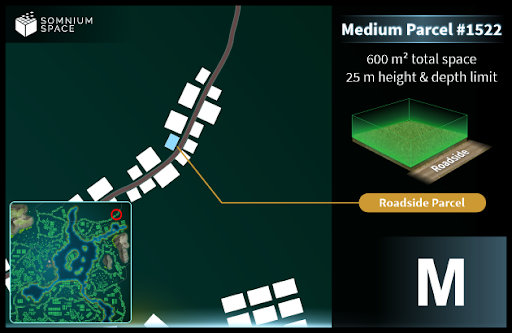 SOMNIUM
SPACE
Medium Parcel #1522
600 m² total space
25 m height & depth limit
Roadside
Roadside Parcel
M